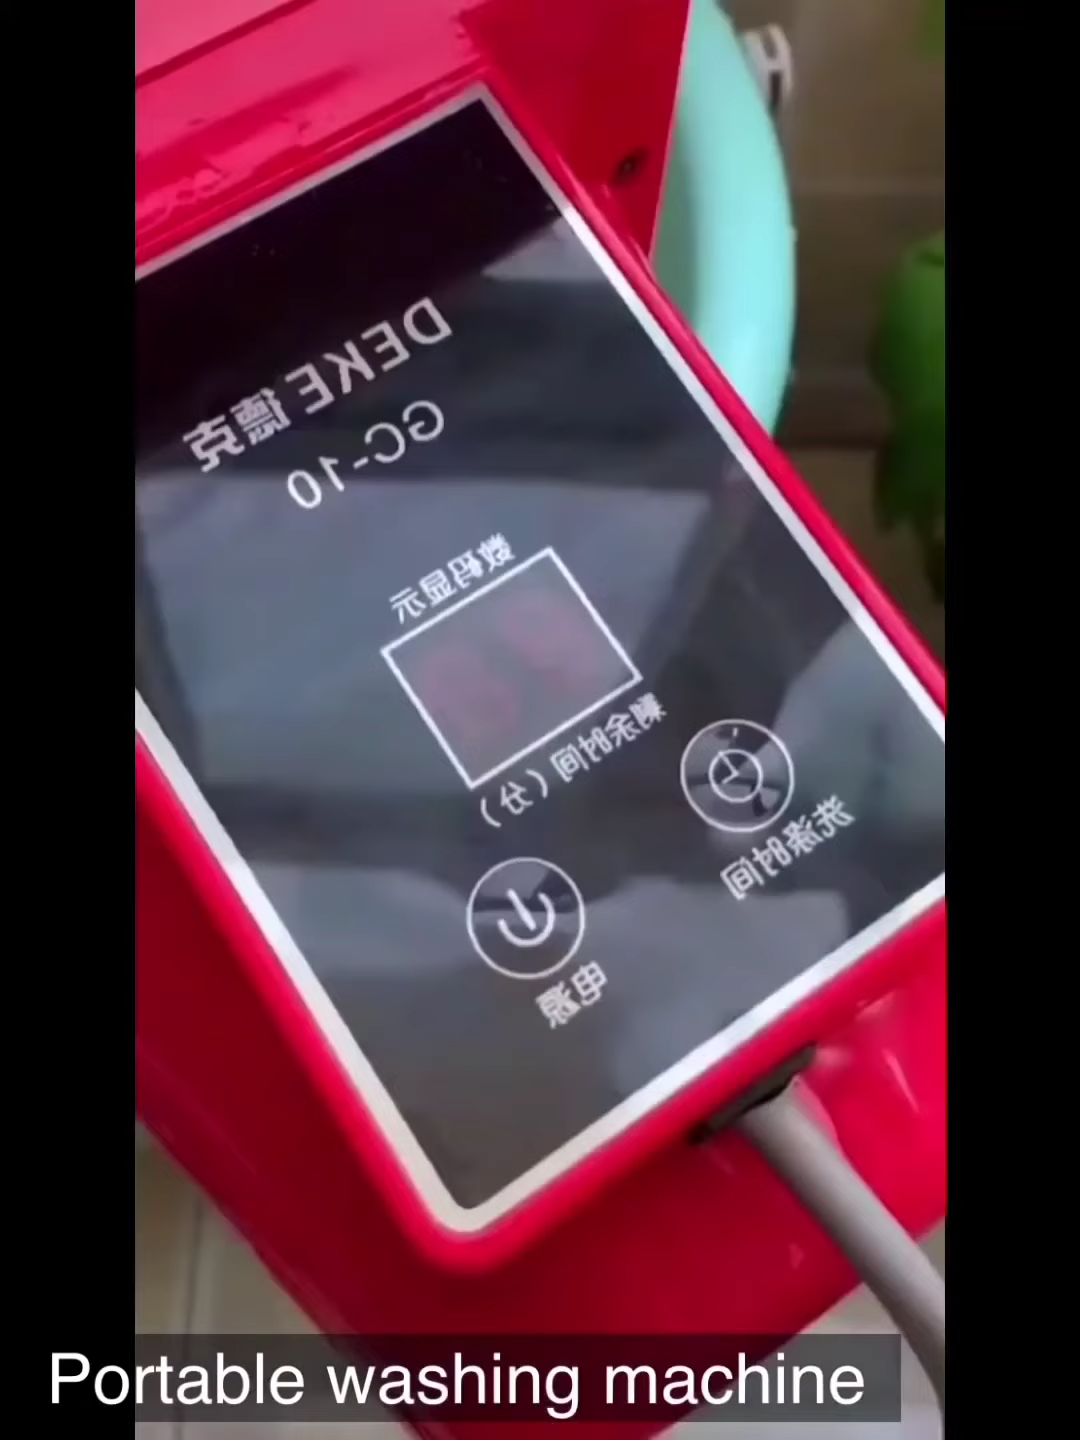 DEKE 德克
GC-10
数码显示
剩余时间（分）
洗涤时间
电源
Portable washing machine